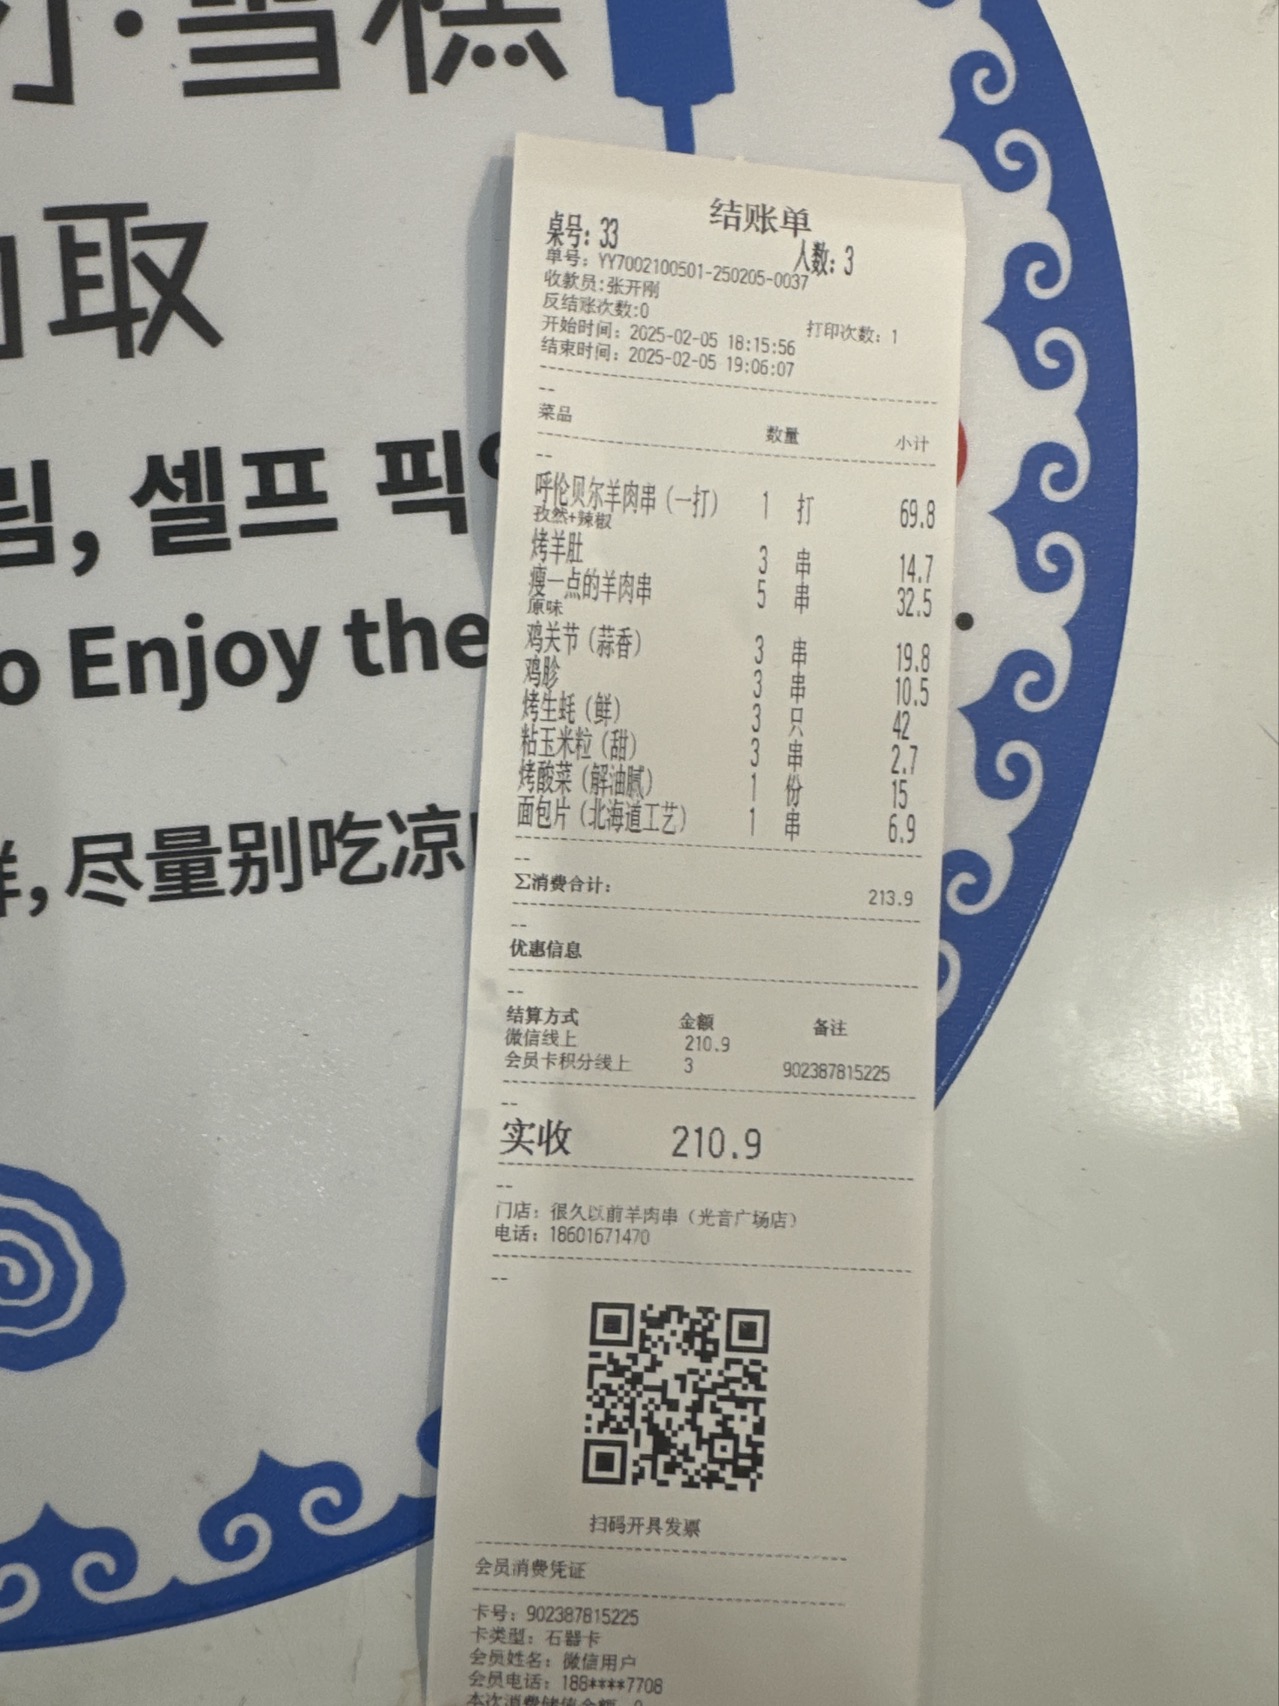 ·雪糕
取
림, 셀프 픽
o Enjoy the
尽量别吃凉
结账单
桌号: 33
人数: 3
单号: YY7002100501-250205-0037
收款员:张开刚
反结账次数:0
打印次数: 1
开始时间: 2025-02-05 18:15:56
结束时间: 2025-02-05 19:06:07
--
菜品 数量 小计
--
呼伦贝尔羊肉串 (一打) 1 打 69.8
孜然+辣椒
烤羊肚 3 串 14.7
瘦一点的羊肉串 5 串 32.5
原味
鸡关节 (蒜香) 3 串 19.8
鸡胗 3 串 10.5
烤生蚝 (鲜) 3 只 42
粘玉米粒 (甜) 3 串 2.7
烤酸菜 (解油腻) 1 份 15
面包片 (北海道工艺) 1 串 6.9
--
Σ消费合计: 213.9
--
优惠信息
--
结算方式 金额 备注
微信线上 210.9
会员卡积分线上 3 902387815225
--
实收 210.9
--
门店: 很久以前羊肉串 (光音广场店)
电话: 18601671470
--
扫码开具发票
会员消费凭证
卡号: 902387815225
卡类型: 石器卡
会员姓名: 微信用户
会员电话: 188****7708
本次消费储值金额 0